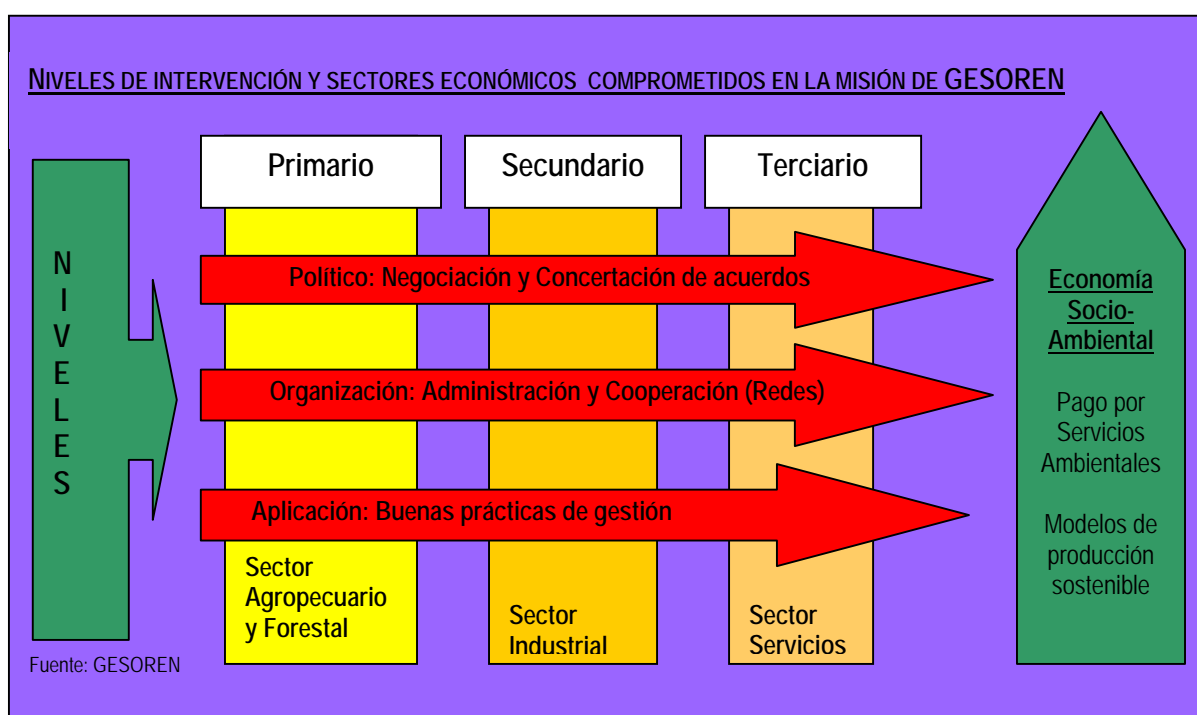 NIVELES DE INTERVENCIÓN Y SECTORES ECONÓMICOS COMPROMETIDOS EN LA MISIÓN DE GESOREN
Primario
Secundario
Terciario
N
I
V
E
L
E
S
Político: Negociación y Concertación de acuerdos
Organización: Administración y Cooperación (Redes)
Aplicación: Buenas prácticas de gestión
Sector
Agropecuario
y Forestal
Sector
Industrial
Sector
Servicios
Economía
Socio-
Ambiental
Pago por
Servicios
Ambientales
Modelos de
producción
sostenible
Fuente: GESOREN